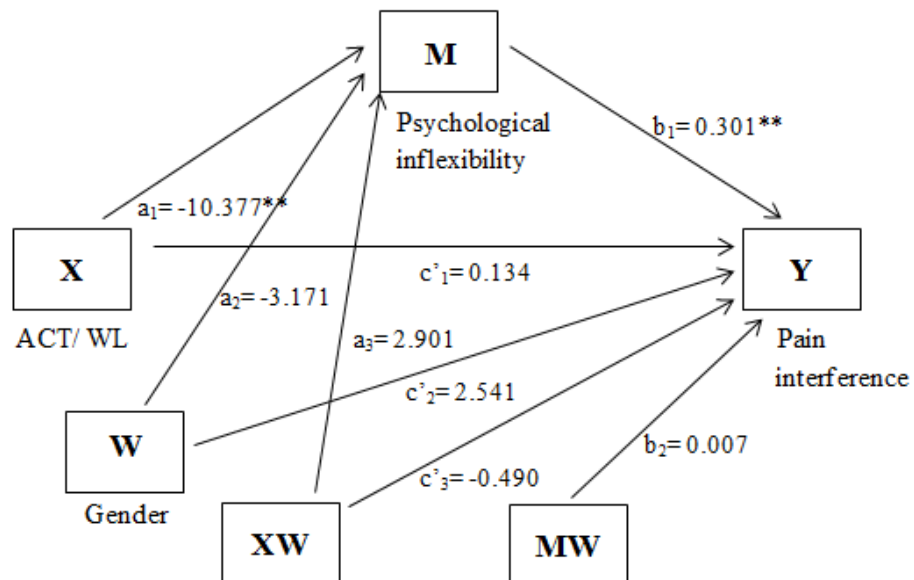 M
Psychological
inflexibility
b₁= 0.301**
a₁= -10.377**
X
ACT/ WL
c’₁= 0.134
Y
Pain
interference
a₂= -3.171
a₃= 2.901
c’₂= 2.541
W
Gender
b₂= 0.007
c’₃= -0.490
XW
MW